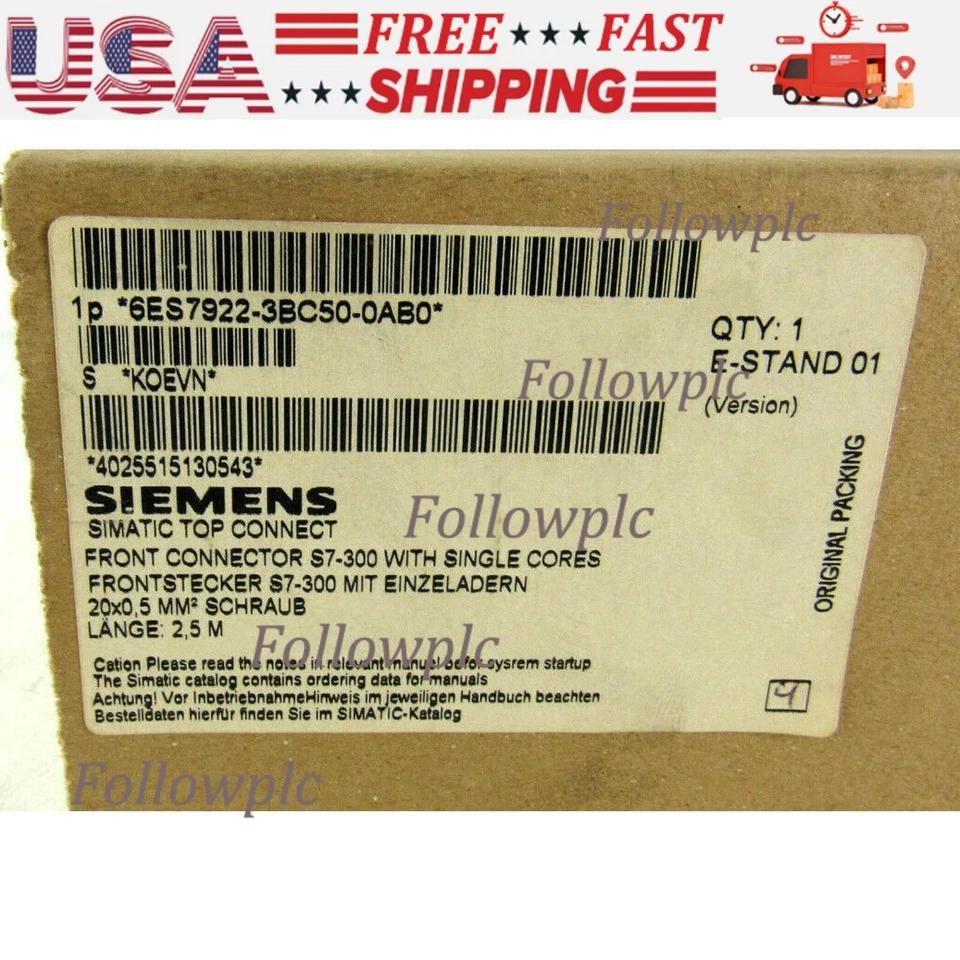 USA FREE ★★★ FAST
★★★ SHIPPING
DELIVERY
Followplc
1p *6ES7922-3BC50-0AB0*
QTY: 1
S *KOEVN*
E-STAND 01
Followplc
(Version)
*4025515130543*
SIEMENS
SIMATIC TOP CONNECT
Followplc
FRONT CONNECTOR S7-300 WITH SINGLE CORES
FRONTSTECKER S7-300 MIT EINZELADERN
20x0,5 MM² SCHRAUB
LÄNGE: 2,5 M
ORIGINAL PACKING
Followplc
Cation Please read the notes in relevant manual befor sysrem startup
The Simatic catalog contains ordering data for manuals
Achtung! Vor InbetriebnahmeHinweis im jeweiligen Handbuch beachten
Bestelldaten hierfür finden Sie im SIMATIC-Katalog
4
Followplc